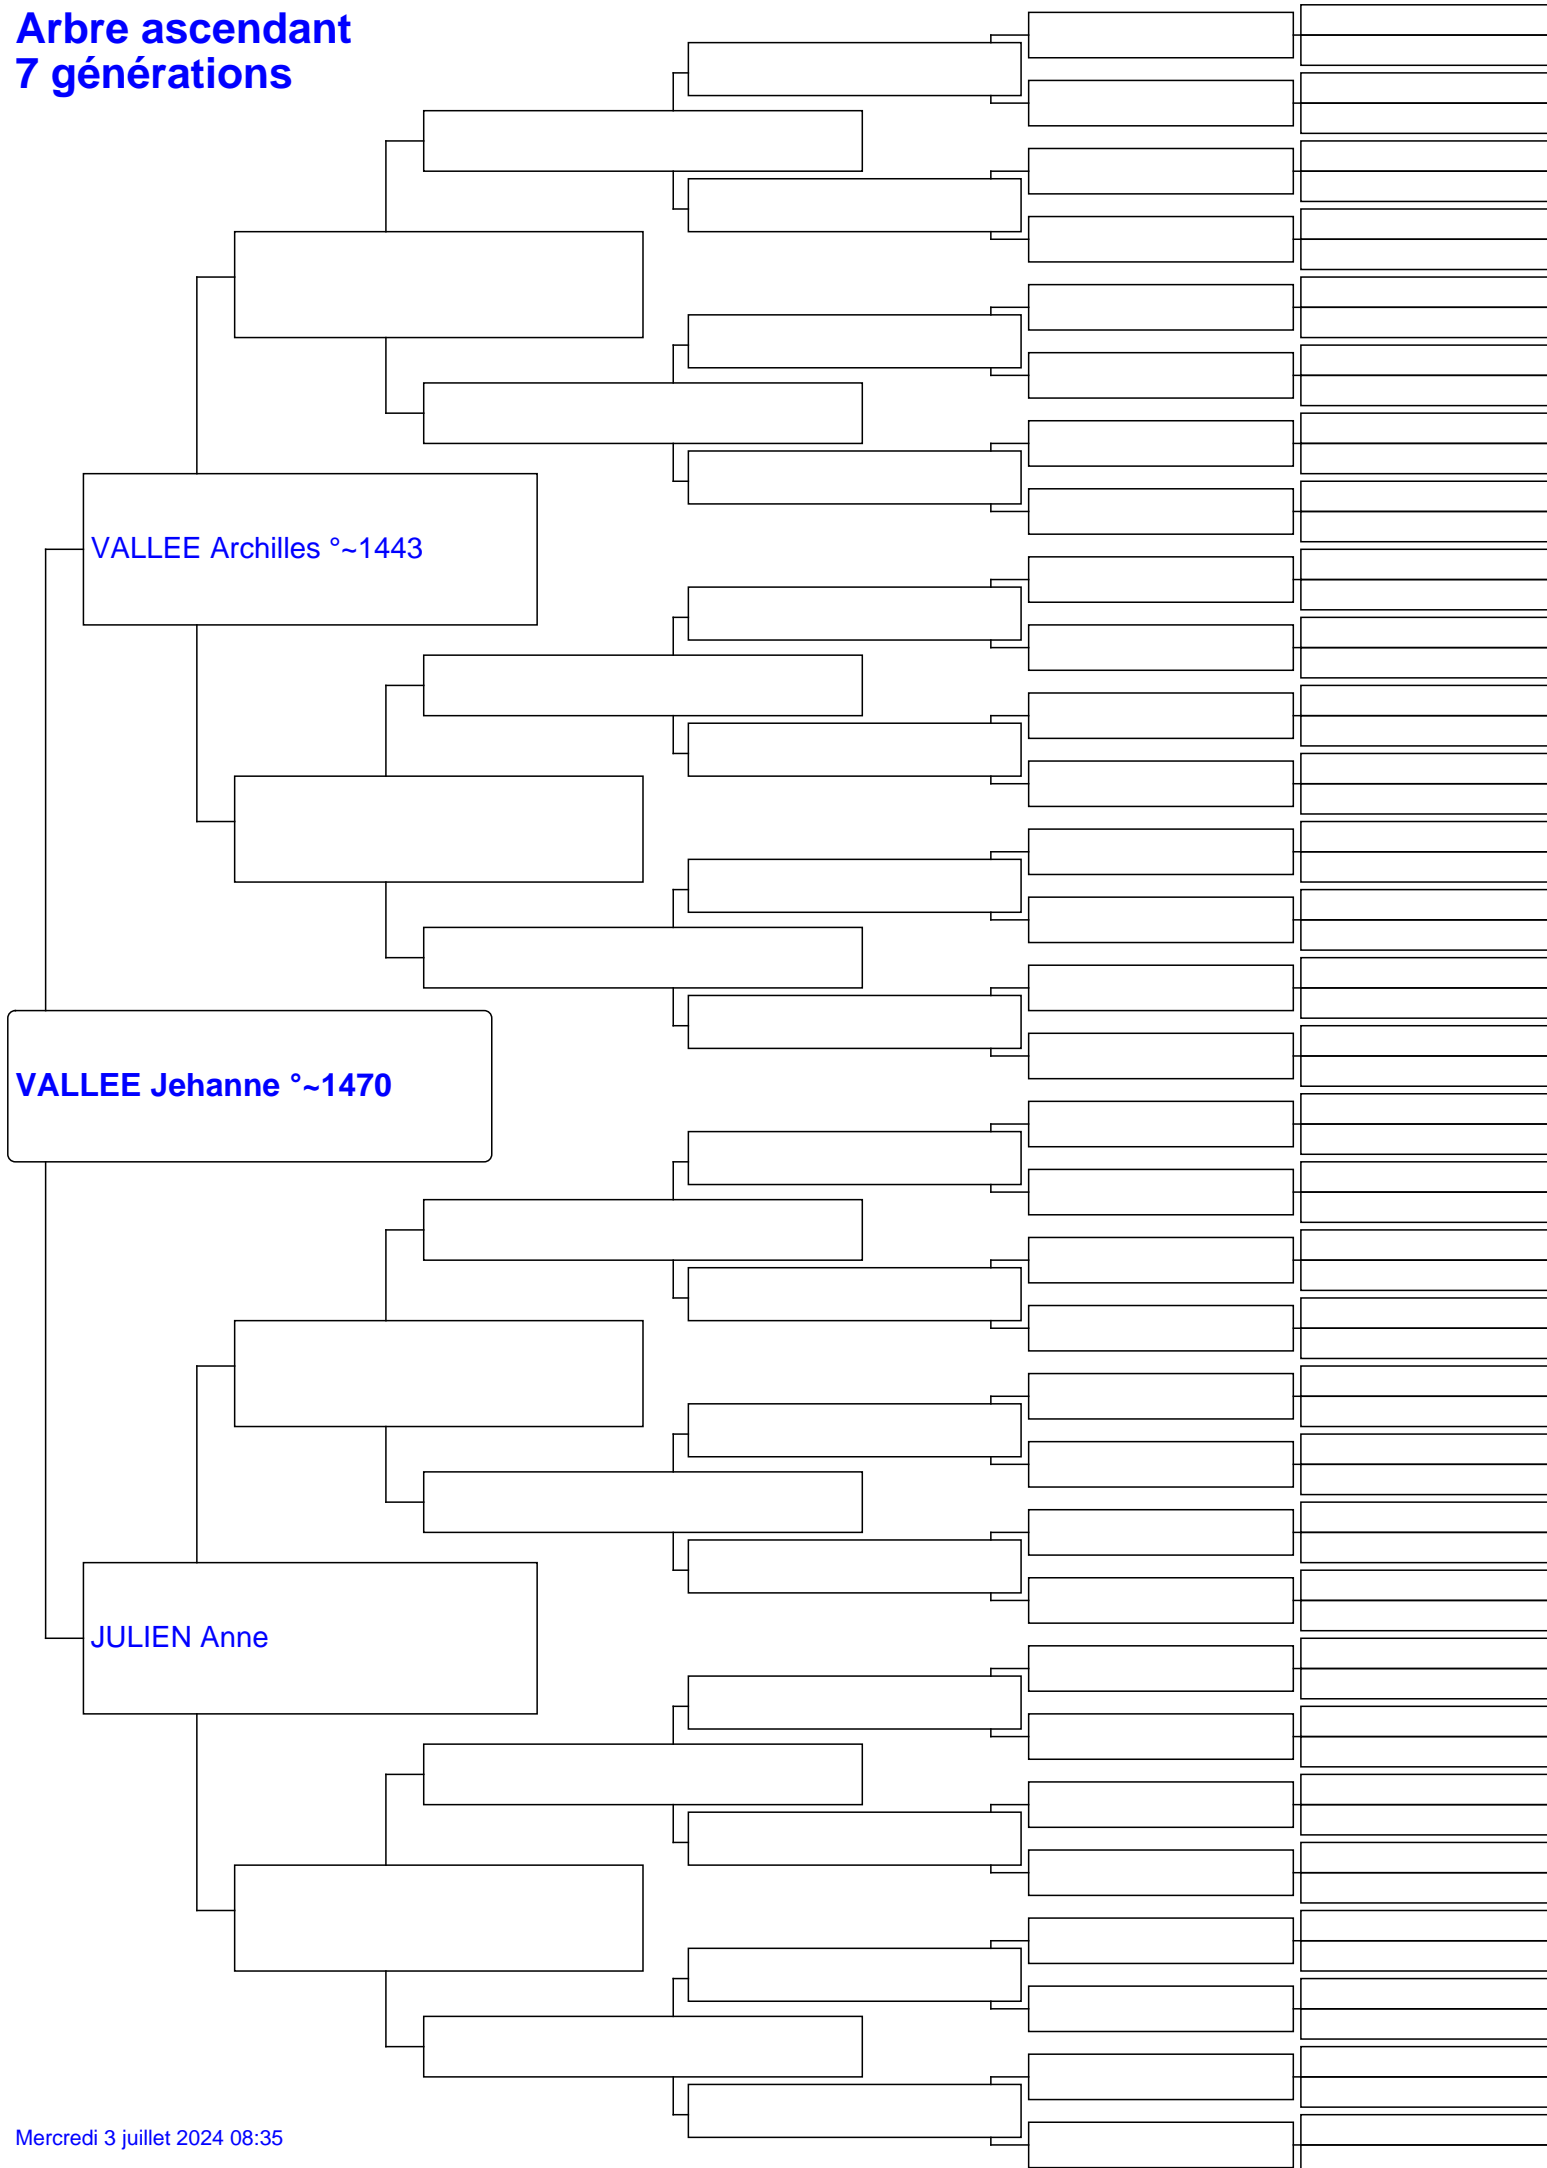 Arbre ascendant
7 générations
VALLEE Archilles °~1443
VALLEE Jehanne °~1470
JULIEN Anne
Mercredi 3 juillet 2024 08:35